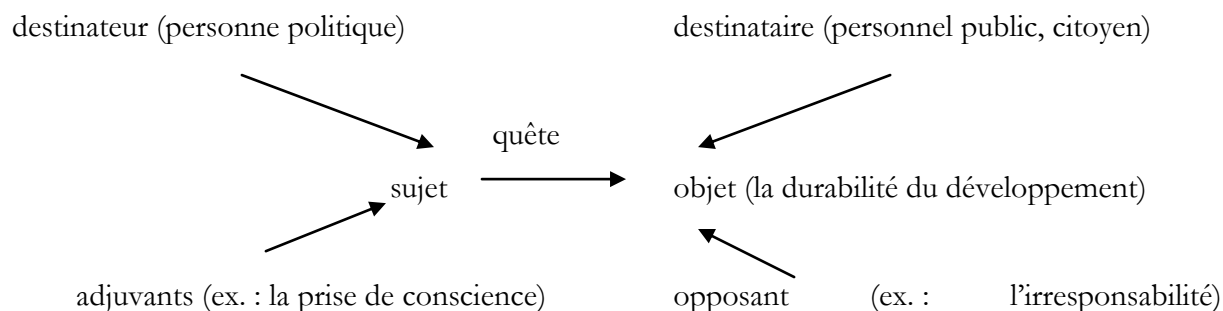 destinateur (personne politique) destinataire (personnel public, citoyen)
quête
sujet objet (la durabilité du développement)
adjuvants (ex. : la prise de conscience) opposant (ex. : l’irresponsabilité)